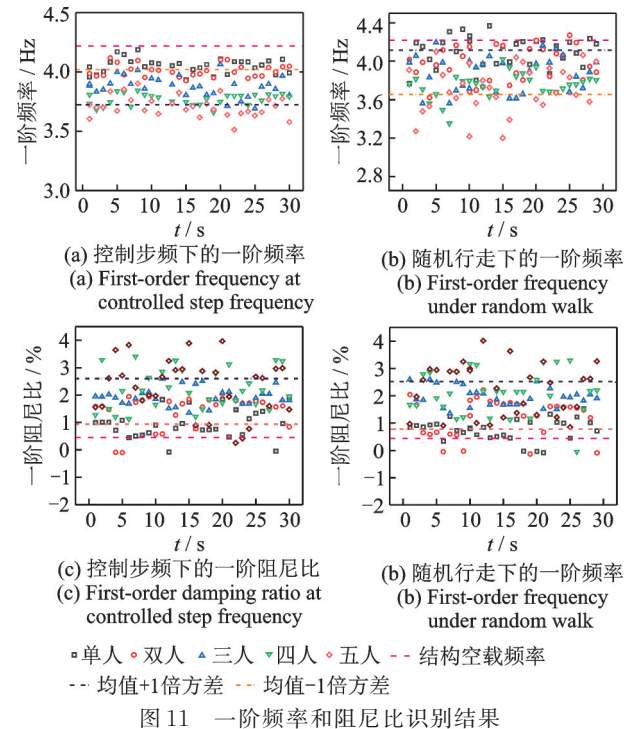 4.5
4.0
3.5
3.0
一阶频率 / Hz
0 5 10 15 20 25 30
t / s
(a) 控制步频下的一阶频率
(a) First-order frequency at
controlled step frequency
4.4
4.0
3.6
3.2
2.8
一阶频率 / Hz
0 5 10 15 20 25 30
t / s
(b) 随机行走下的一阶频率
(b) First-order frequency
under random walk
4
3
2
1
0
−1
−2
一阶阻尼比 / %
0 5 10 15 20 25 30
t / s
(c) 控制步频下的一阶阻尼比
(c) First-order damping ratio at
controlled step frequency
4
3
2
1
0
−1
−2
一阶阻尼比 / %
0 5 10 15 20 25 30
t / s
(b) 随机行走下的一阶频率
(b) First-order frequency
under random walk
单人 双人 三人 四人 五人 结构空载频率
均值+1倍方差 均值−1倍方差
图 11 一阶频率和阻尼比识别结果